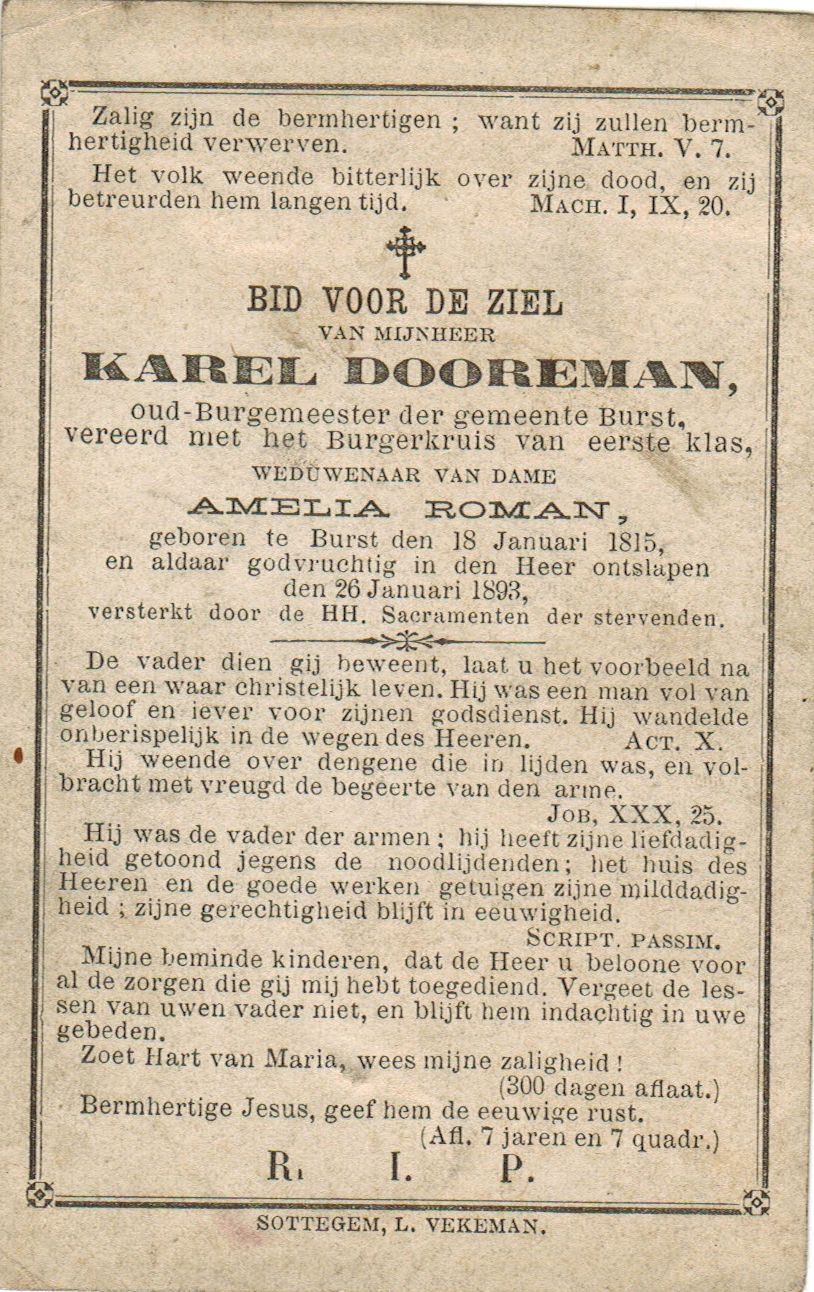 Zalig zijn de bermhertigen ; want zij zullen berm-
hertigheid verwerven. MATTH. V. 7.
Het volk weende bitterlijk over zijne dood, en zij
betreurden hem langen tijd. MACH. I, IX, 20.
BID VOOR DE ZIEL
VAN MIJNHEER
KAREL DOOREMAN,
oud-Burgemeester der gemeente Burst,
vereerd met het Burgerkruis van eerste klas,
WEDUWENAAR VAN DAME
AMELIA ROMAN,
geboren te Burst den 18 Januari 1815,
en aldaar godvruchtig in den Heer ontslapen
den 26 Januari 1893,
versterkt door de HH. Sacramenten der stervenden.
De vader dien gij beweent, laat u het voorbeeld na
van een waar christelijk leven. Hij was een man vol van
geloof en iever voor zijnen godsdienst. Hij wandelde
onberispelijk in de wegen des Heeren. ACT. X.
Hij weende over dengene die in lijden was, en vol-
bracht met vreugd de begeerte van den arme.
JOB, XXX, 25.
Hij was de vader der armen ; hij heeft zijne liefdadig-
heid getoond jegens de noodlijdenden ; het huis des
Heeren en de goede werken getuigen zijne milddadig-
heid ; zijne gerechtigheid blijft in eeuwigheid.
SCRIPT. PASSIM.
Mijne beminde kinderen, dat de Heer u beloone voor
al de zorgen die gij mij hebt toegediend. Vergeet de les-
sen van uwen vader niet, en blijft hem indachtig in uwe
gebeden.
Zoet Hart van Maria, wees mijne zaligheid !
(300 dagen aflaat.)
Bermhertige Jesus, geef hem de eeuwige rust.
(Afl. 7 jaren en 7 quadr.)
R. I. P.
SOTTEGEM, L. VEKEMAN.